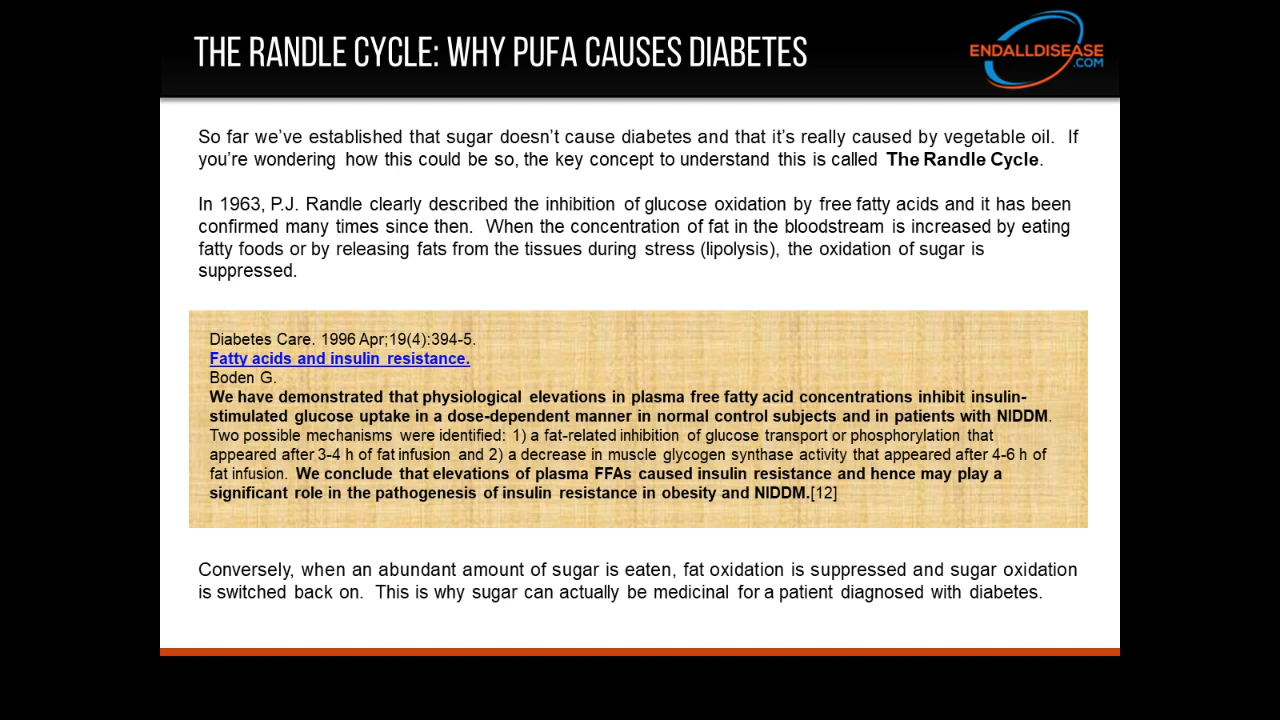 THE RANDLE CYCLE: WHY PUFA CAUSES DIABETES
ENDALLDISEASE
.COM
So far we've established that sugar doesn't cause diabetes and that it's really caused by vegetable oil. If
you're wondering how this could be so, the key concept to understand this is called The Randle Cycle.
In 1963, P.J. Randle clearly described the inhibition of glucose oxidation by free fatty acids and it has been
confirmed many times since then. When the concentration of fat in the bloodstream is increased by eating
fatty foods or by releasing fats from the tissues during stress (lipolysis), the oxidation of sugar is
suppressed.
Diabetes Care. 1996 Apr;19(4):394-5.
Fatty acids and insulin resistance.
Boden G.
We have demonstrated that physiological elevations in plasma free fatty acid concentrations inhibit insulin-
stimulated glucose uptake in a dose-dependent manner in normal control subjects and in patients with NIDDM.
Two possible mechanisms were identified: 1) a fat-related inhibition of glucose transport or phosphorylation that
appeared after 3-4 h of fat infusion and 2) a decrease in muscle glycogen synthase activity that appeared after 4-6 h of
fat infusion. We conclude that elevations of plasma FFAs caused insulin resistance and hence may play a
significant role in the pathogenesis of insulin resistance in obesity and NIDDM.[12]
Conversely, when an abundant amount of sugar is eaten, fat oxidation is suppressed and sugar oxidation
is switched back on. This is why sugar can actually be medicinal for a patient diagnosed with diabetes.